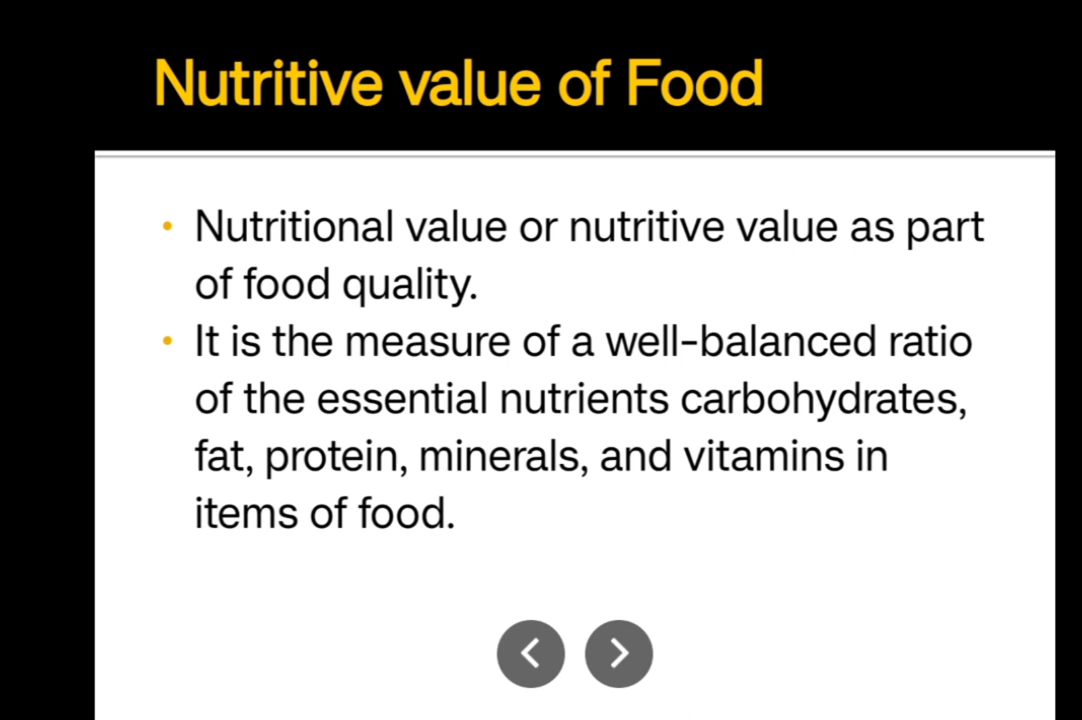 Nutritive value of Food
• Nutritional value or nutritive value as part
of food quality.
• It is the measure of a well-balanced ratio
of the essential nutrients carbohydrates,
fat, protein, minerals, and vitamins in
items of food.